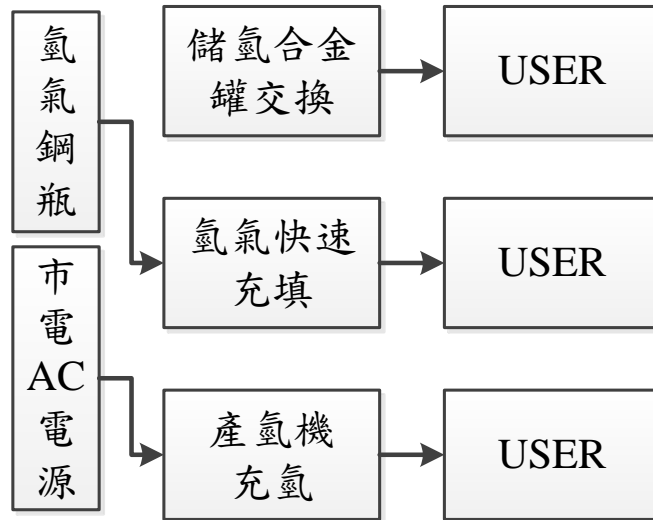 氫
氣
鋼
瓶
儲氫合金
罐交換
USER
氫氣快速
充填
USER
市
電
AC
電
源
產氫機
充氫
USER